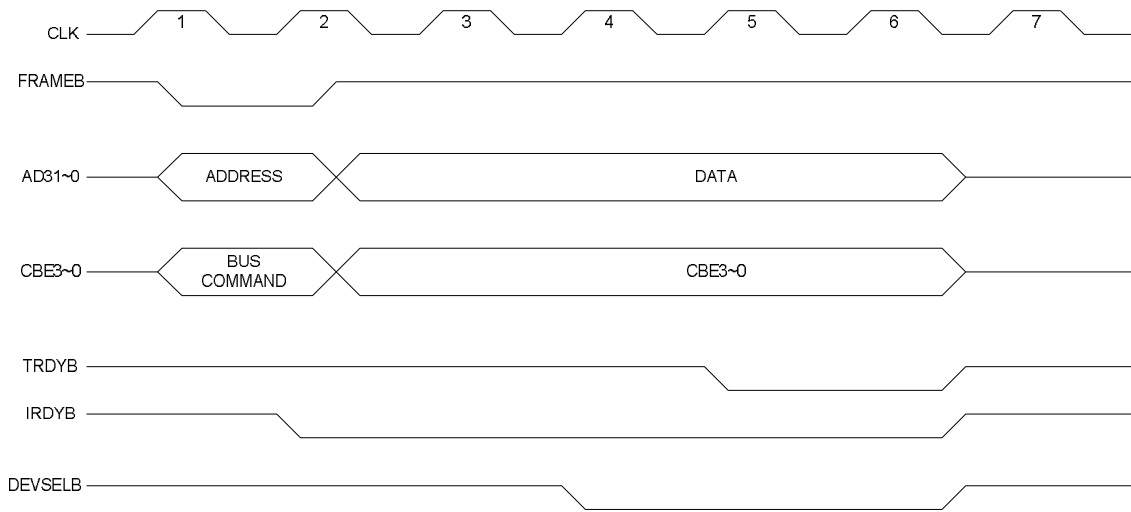 CLK 1 2 3 4 5 6 7
FRAMEB
AD31~0 ADDRESS DATA
CBE3~0 BUS COMMAND CBE3~0
TRDYB
IRDYB
DEVSELB